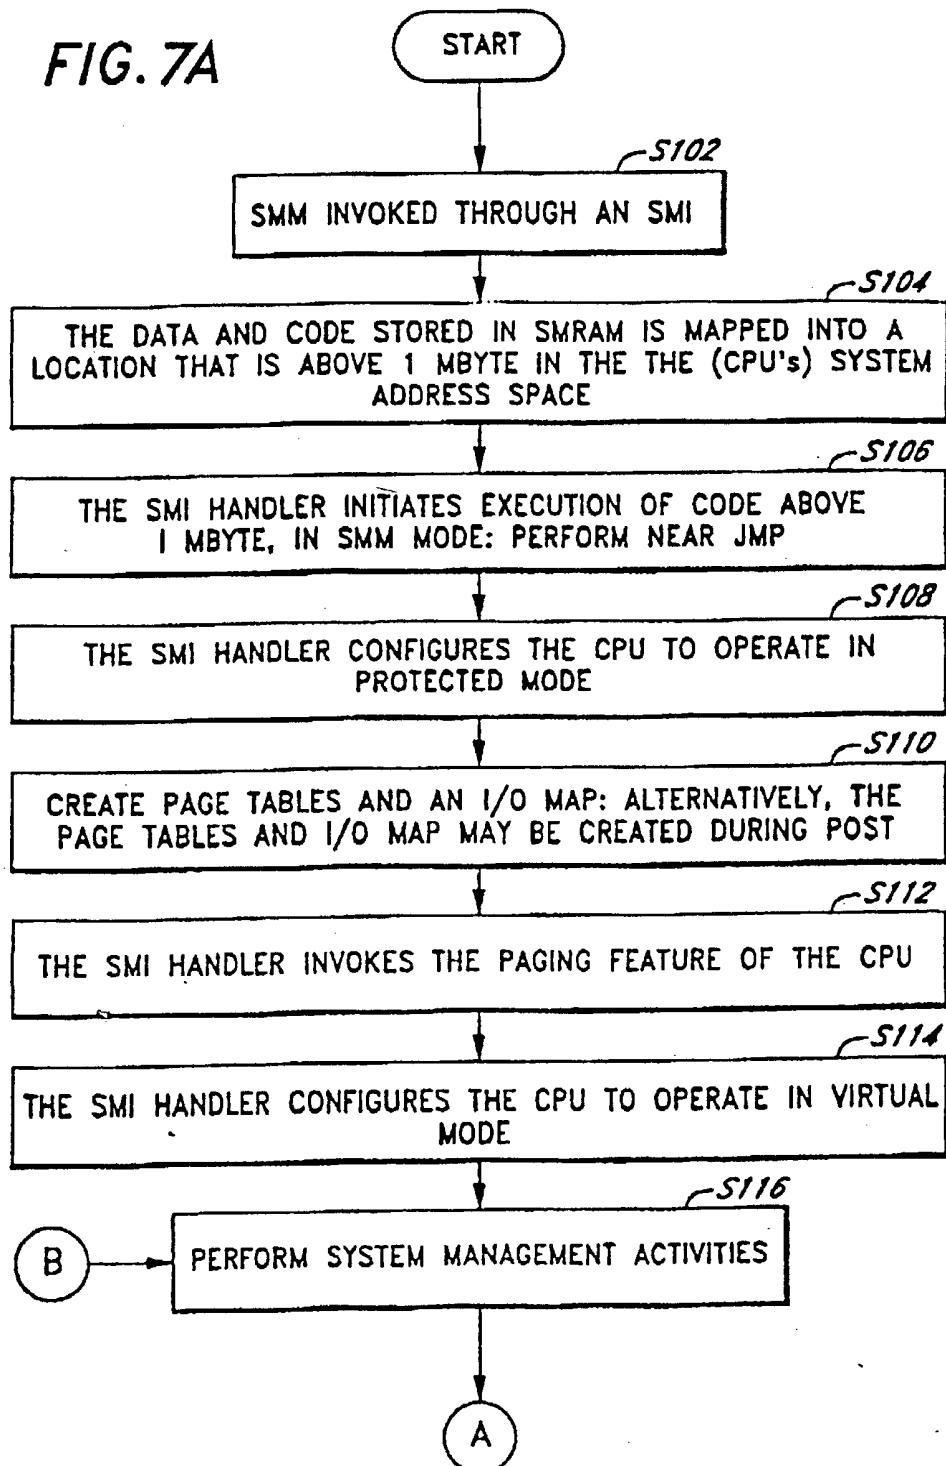 FIG. 7A
START
S102
SMM INVOKED THROUGH AN SMI
S104
THE DATA AND CODE STORED IN SMRAM IS MAPPED INTO A
LOCATION THAT IS ABOVE 1 MBYTE IN THE THE (CPU's) SYSTEM
ADDRESS SPACE
S106
THE SMI HANDLER INITIATES EXECUTION OF CODE ABOVE
1 MBYTE, IN SMM MODE: PERFORM NEAR JMP
S108
THE SMI HANDLER CONFIGURES THE CPU TO OPERATE IN
PROTECTED MODE
S110
CREATE PAGE TABLES AND AN I/O MAP: ALTERNATIVELY, THE
PAGE TABLES AND I/O MAP MAY BE CREATED DURING POST
S112
THE SMI HANDLER INVOKES THE PAGING FEATURE OF THE CPU
S114
THE SMI HANDLER CONFIGURES THE CPU TO OPERATE IN VIRTUAL
MODE
S116
B
PERFORM SYSTEM MANAGEMENT ACTIVITIES
A